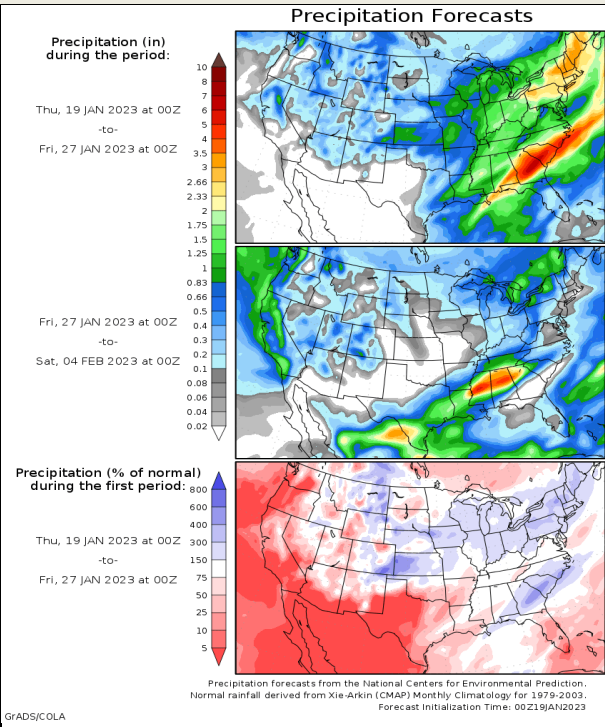 Precipitation Forecasts
Precipitation (in)
during the period:
Thu, 19 JAN 2023 at 00Z
-to-
Fri, 27 JAN 2023 at 00Z
10
8
7
6
5
4
3.5
3
2.66
2.33
2
1.75
1.5
1.25
1
0.83
0.66
0.5
0.4
0.3
0.2
0.1
0.08
0.06
0.04
0.02
Fri, 27 JAN 2023 at 00Z
-to-
Sat, 04 FEB 2023 at 00Z
Precipitation (% of normal)
during the first period:
Thu, 19 JAN 2023 at 00Z
-to-
Fri, 27 JAN 2023 at 00Z
800
600
400
300
150
75
50
25
10
5
Precipitation forecasts from the National Centers for Environmental Prediction.
Normal rainfall derived from Xie-Arkin (CMAP) Monthly Climatology for 1979-2003.
Forecast Initialization Time: 00Z19JAN2023
GrADS/COLA